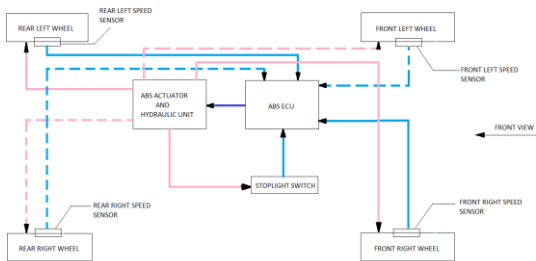 REAR LEFT SPEED
SENSOR
REAR LEFT WHEEL
FRONT LEFT WHEEL
FRONT LEFT SPEED
SENSOR
ABS ACTUATOR
AND
HYDRAULIC UNIT
ABS ECU
FRONT VIEW
STOPLIGHT SWITCH
REAR RIGHT SPEED
SENSOR
FRONT RIGHT SPEED
SENSOR
REAR RIGHT WHEEL
FRONT RIGHT WHEEL